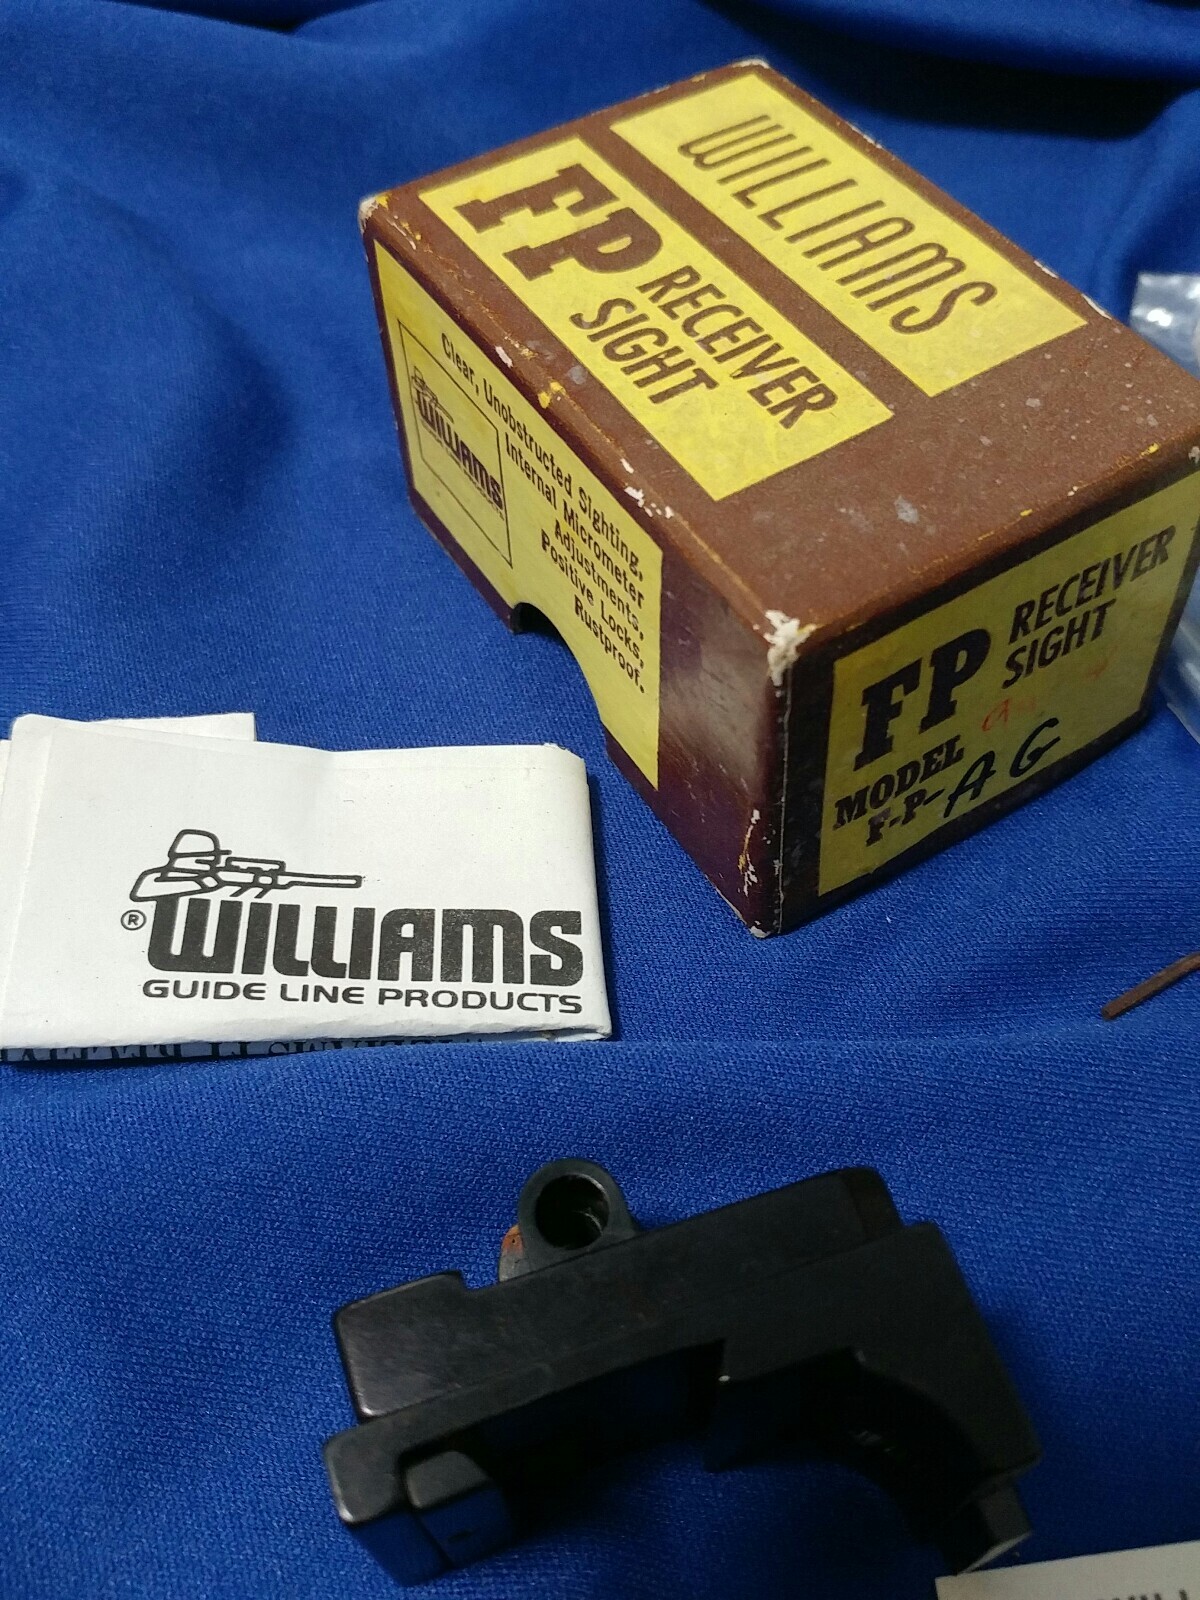 WILLIAMS
FP RECEIVER
SIGHT
Clear, Unobstructed Sighting,
Internal Micrometer
Adjustments,
Positive Locks,
Rustproof.
WILLIAMS
FP RECEIVER
SIGHT
MODEL
F-P-AG
® WILLIAMS
GUIDE LINE PRODUCTS